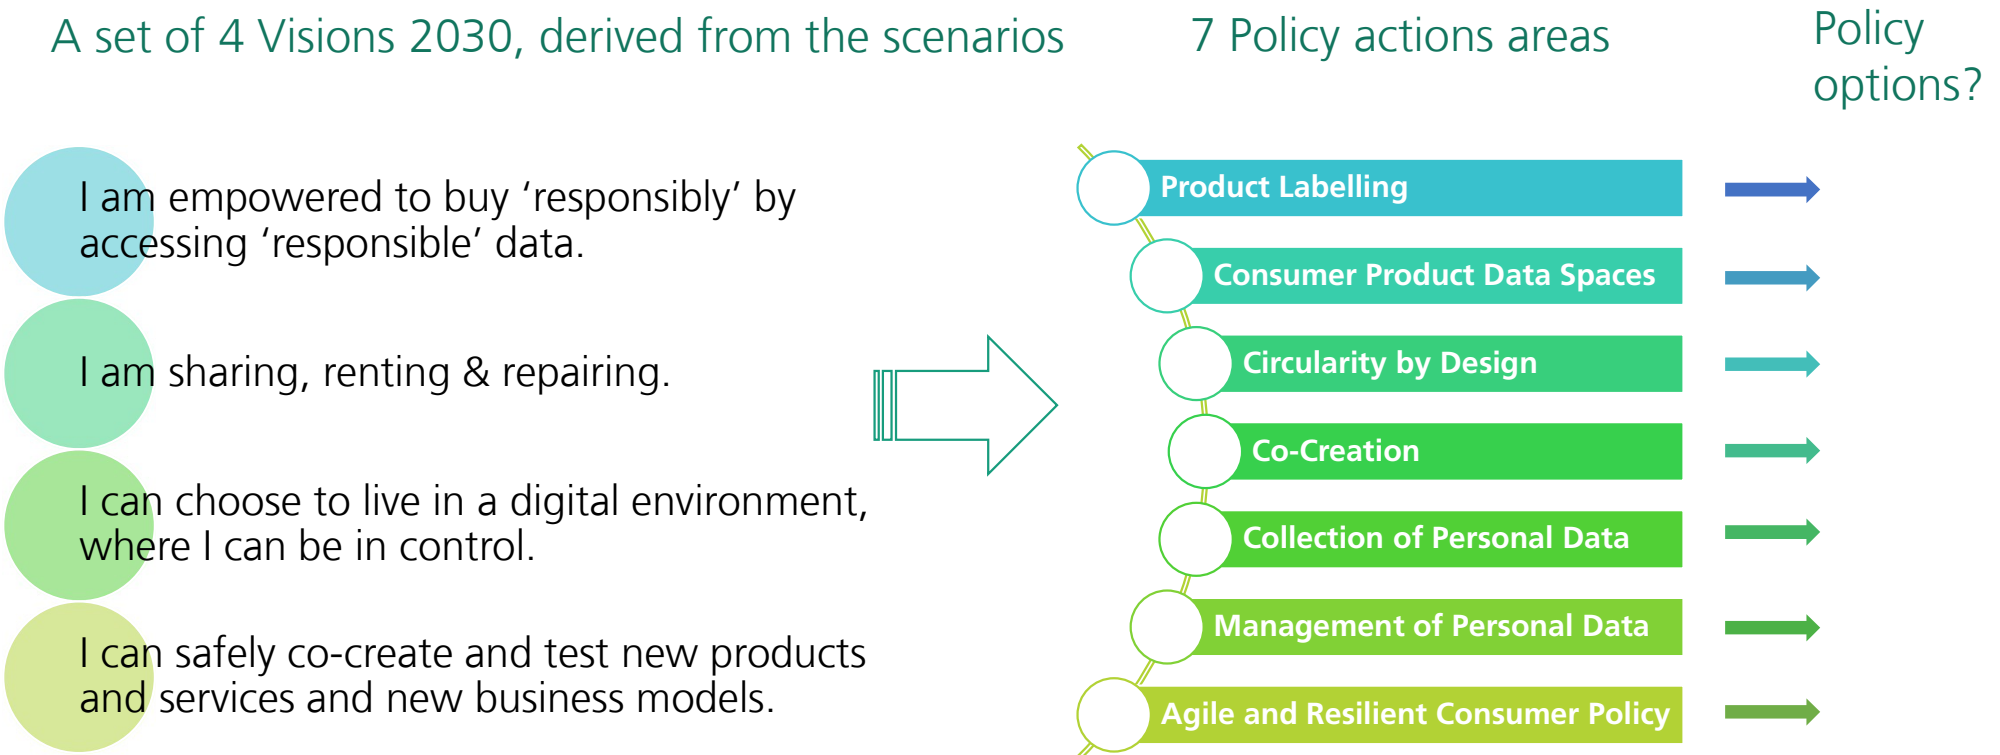 A set of 4 Visions 2030, derived from the scenarios
7 Policy actions areas
Policy
options?
I am empowered to buy ‘responsibly’ by
accessing ‘responsible’ data.
I am sharing, renting & repairing.
I can choose to live in a digital environment,
where I can be in control.
I can safely co-create and test new products
and services and new business models.
Product Labelling
Consumer Product Data Spaces
Circularity by Design
Co-Creation
Collection of Personal Data
Management of Personal Data
Agile and Resilient Consumer Policy